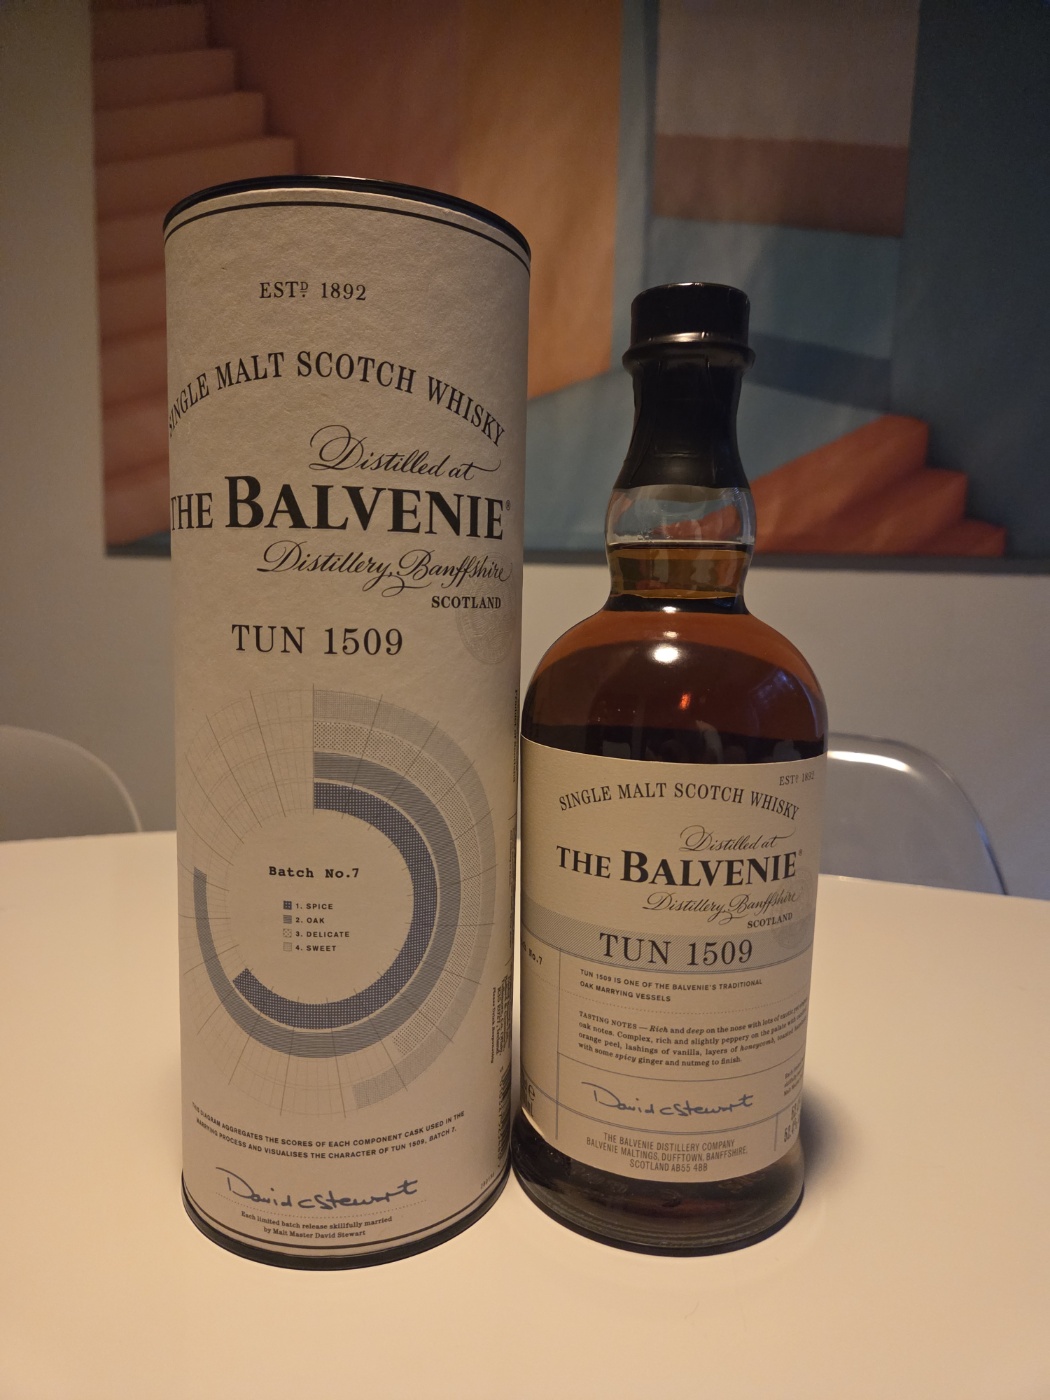 ESTD 1892
SINGLE MALT SCOTCH WHISKY
Distilled at
THE BALVENIE®
Distillery, Banffshire
SCOTLAND
TUN 1509
Batch No.7
1. SPICE
2. OAK
3. DELICATE
4. SWEET
THIS DIAGRAM AGGREGATES THE SCORES OF EACH COMPONENT CASK USED IN THE
MARRYING PROCESS AND VISUALISES THE CHARACTER OF TUN 1509, BATCH 7.
David C Stewart
Each limited batch release skillfully married
by Malt Master David Stewart
ESTD 1892
SINGLE MALT SCOTCH WHISKY
Distilled at
THE BALVENIE®
Distillery, Banffshire
SCOTLAND
TUN 1509
No.7
TUN 1509 IS ONE OF THE BALVENIE'S TRADITIONAL
OAK MARRYING VESSELS
TASTING NOTES — Rich and deep on the nose with lots of
oak notes. Complex, rich and slightly peppery on the palate with
orange peel, lashings of vanilla, layers of honeycomb,
with some spicy ginger and nutmeg to finish.
David C Stewart
THE BALVENIE DISTILLERY COMPANY
BALVENIE MALTINGS, DUFFTOWN, BANFFSHIRE,
SCOTLAND AB55 4BB